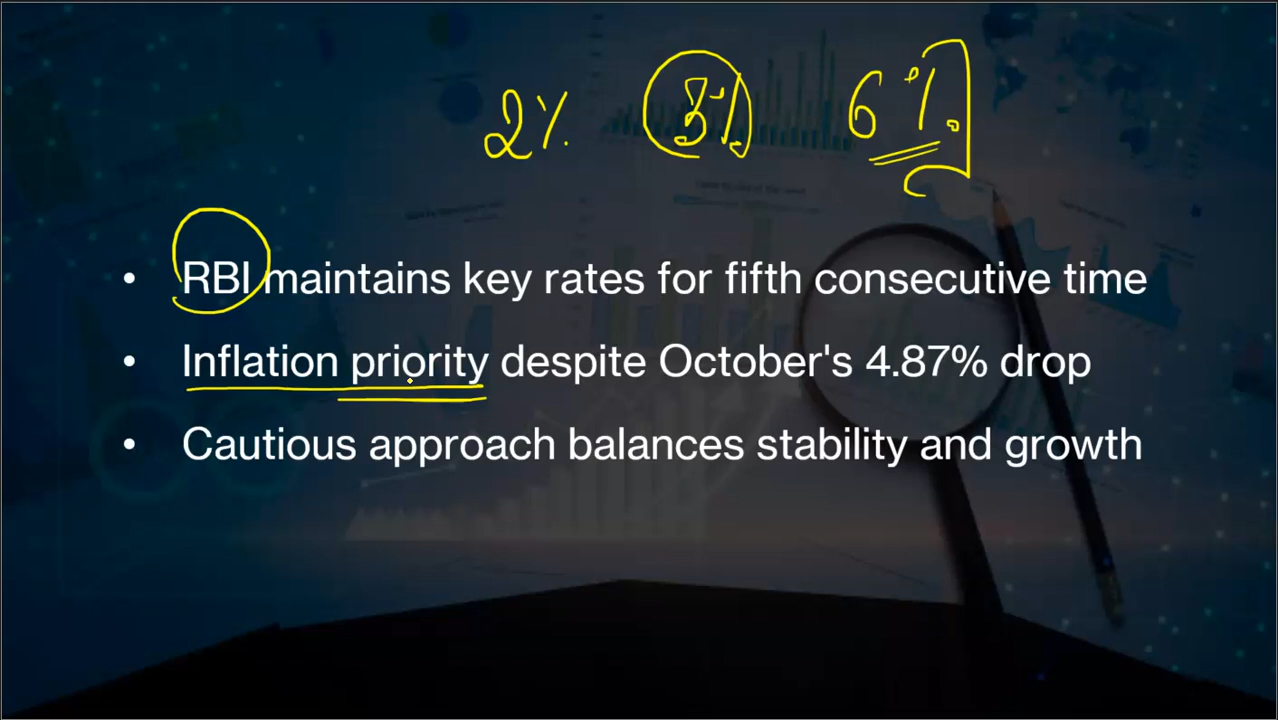 2% 3% 6%
• RBI maintains key rates for fifth consecutive time
• Inflation priority despite October's 4.87% drop
• Cautious approach balances stability and growth